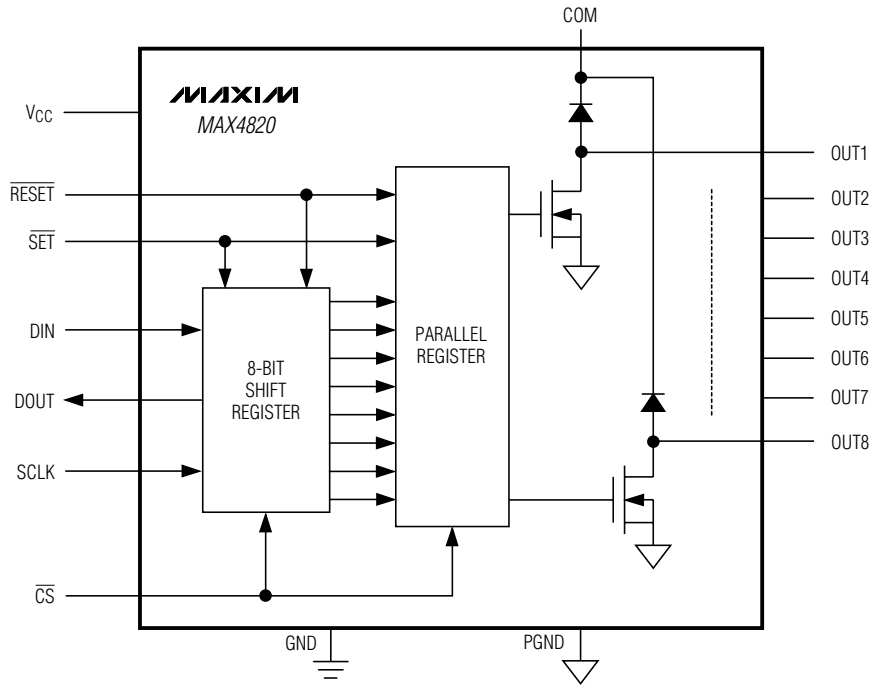 COM
MAXIM
MAX4820
VCC
RESET
SET
DIN
DOUT
SCLK
CS
8-BIT
SHIFT
REGISTER
PARALLEL
REGISTER
OUT1
OUT2
OUT3
OUT4
OUT5
OUT6
OUT7
OUT8
GND
PGND